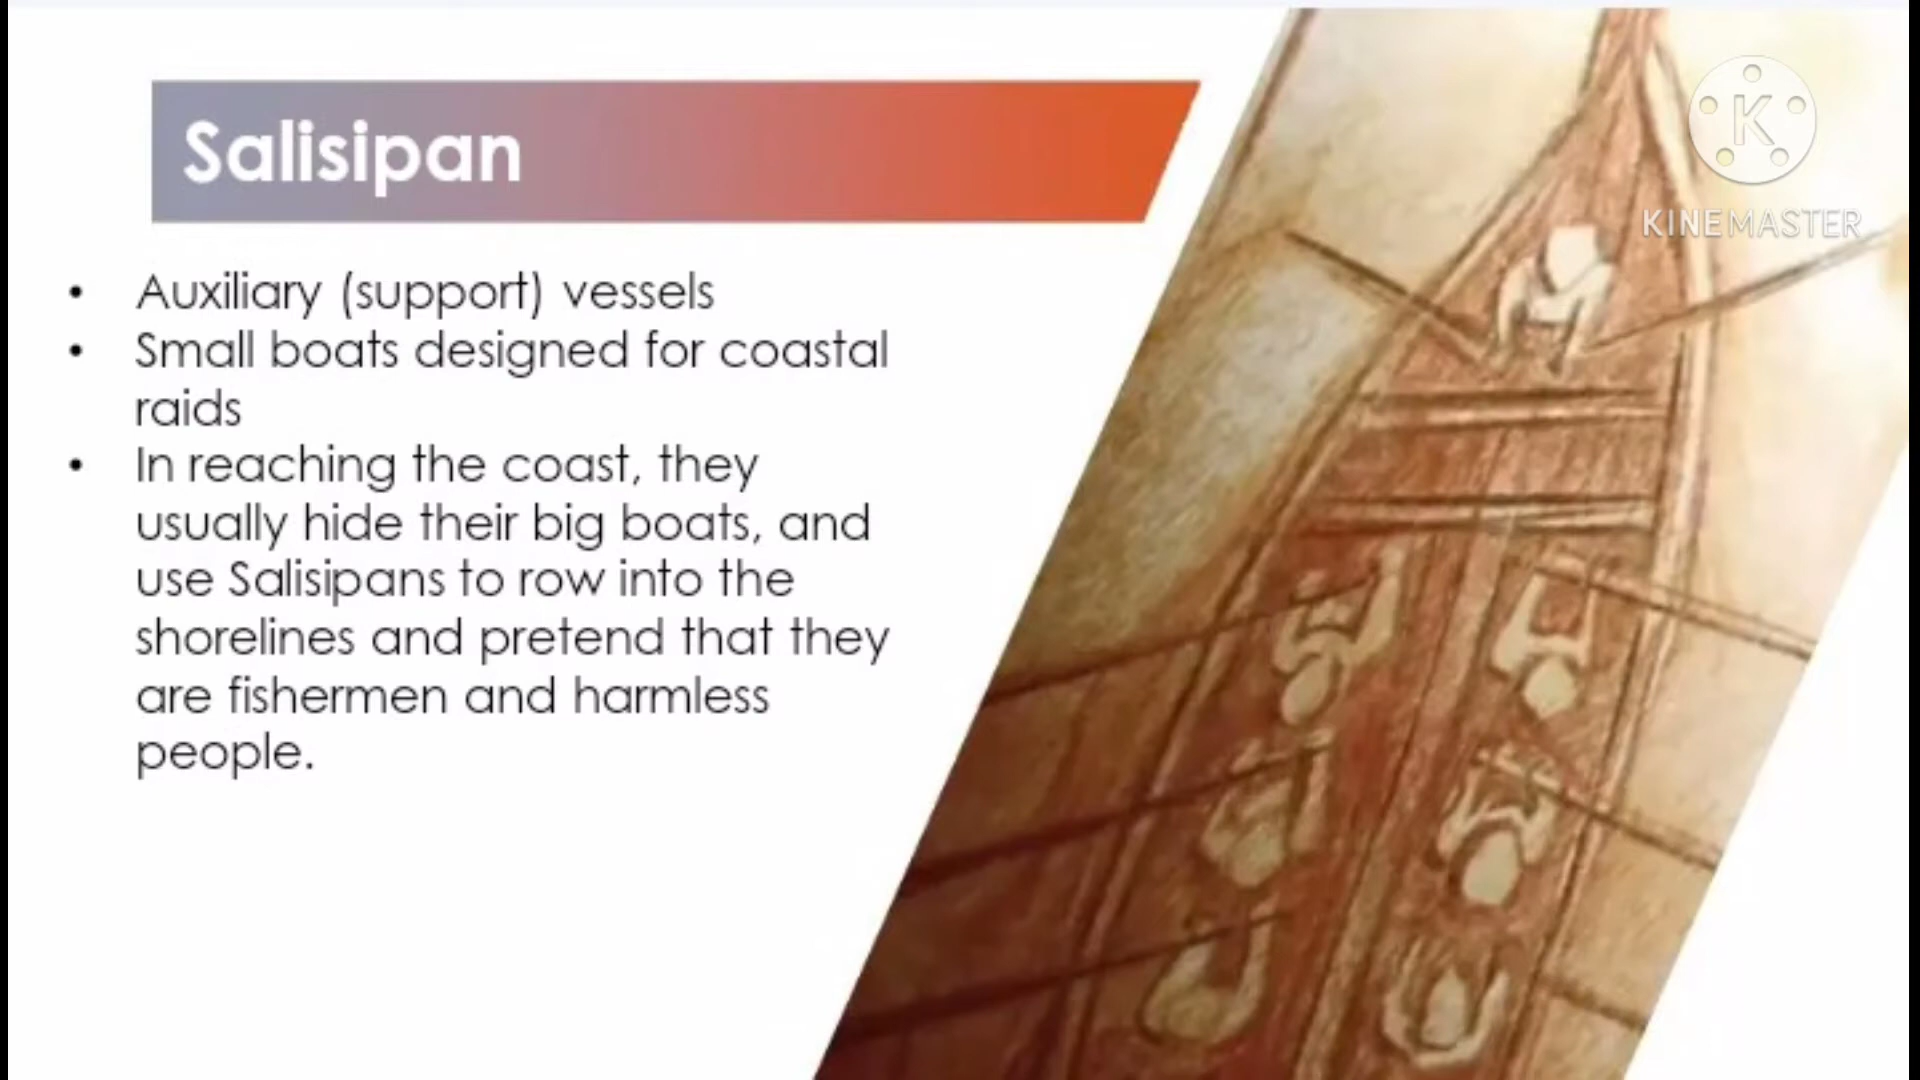 Salisipan
• Auxiliary (support) vessels
• Small boats designed for coastal
raids
• In reaching the coast, they
usually hide their big boats, and
use Salisipans to row into the
shorelines and pretend that they
are fishermen and harmless
people.
K
KINEMASTER